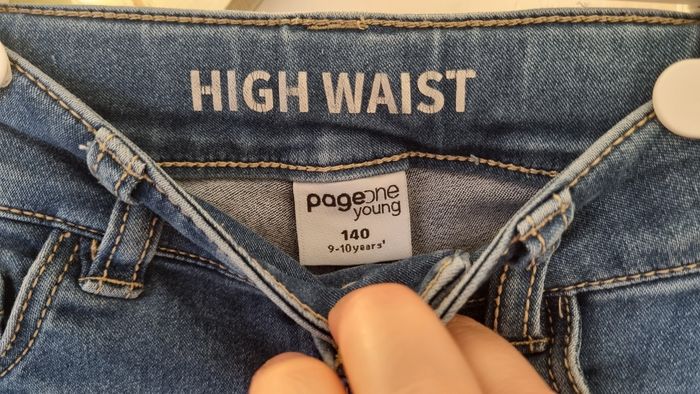 HIGH WAIST
pageone
young
140
9-10years'